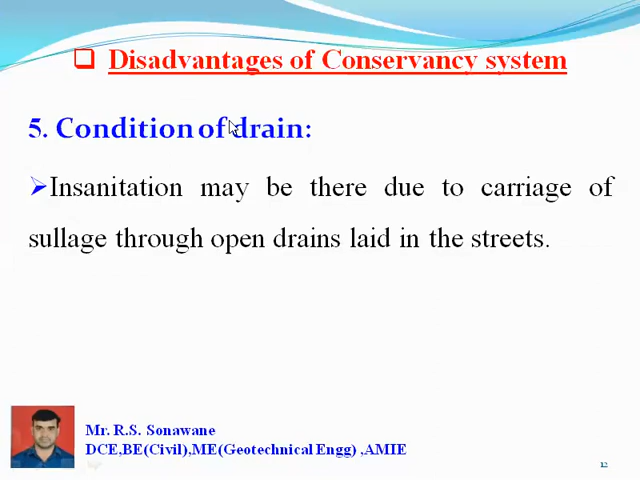 Disadvantages of Conservancy system
5. Condition of drain:
Insanitation may be there due to carriage of
sullage through open drains laid in the streets.
Mr. R.S. Sonawane
DCE,BE(Civil),ME(Geotechnical Engg) ,AMIE
12